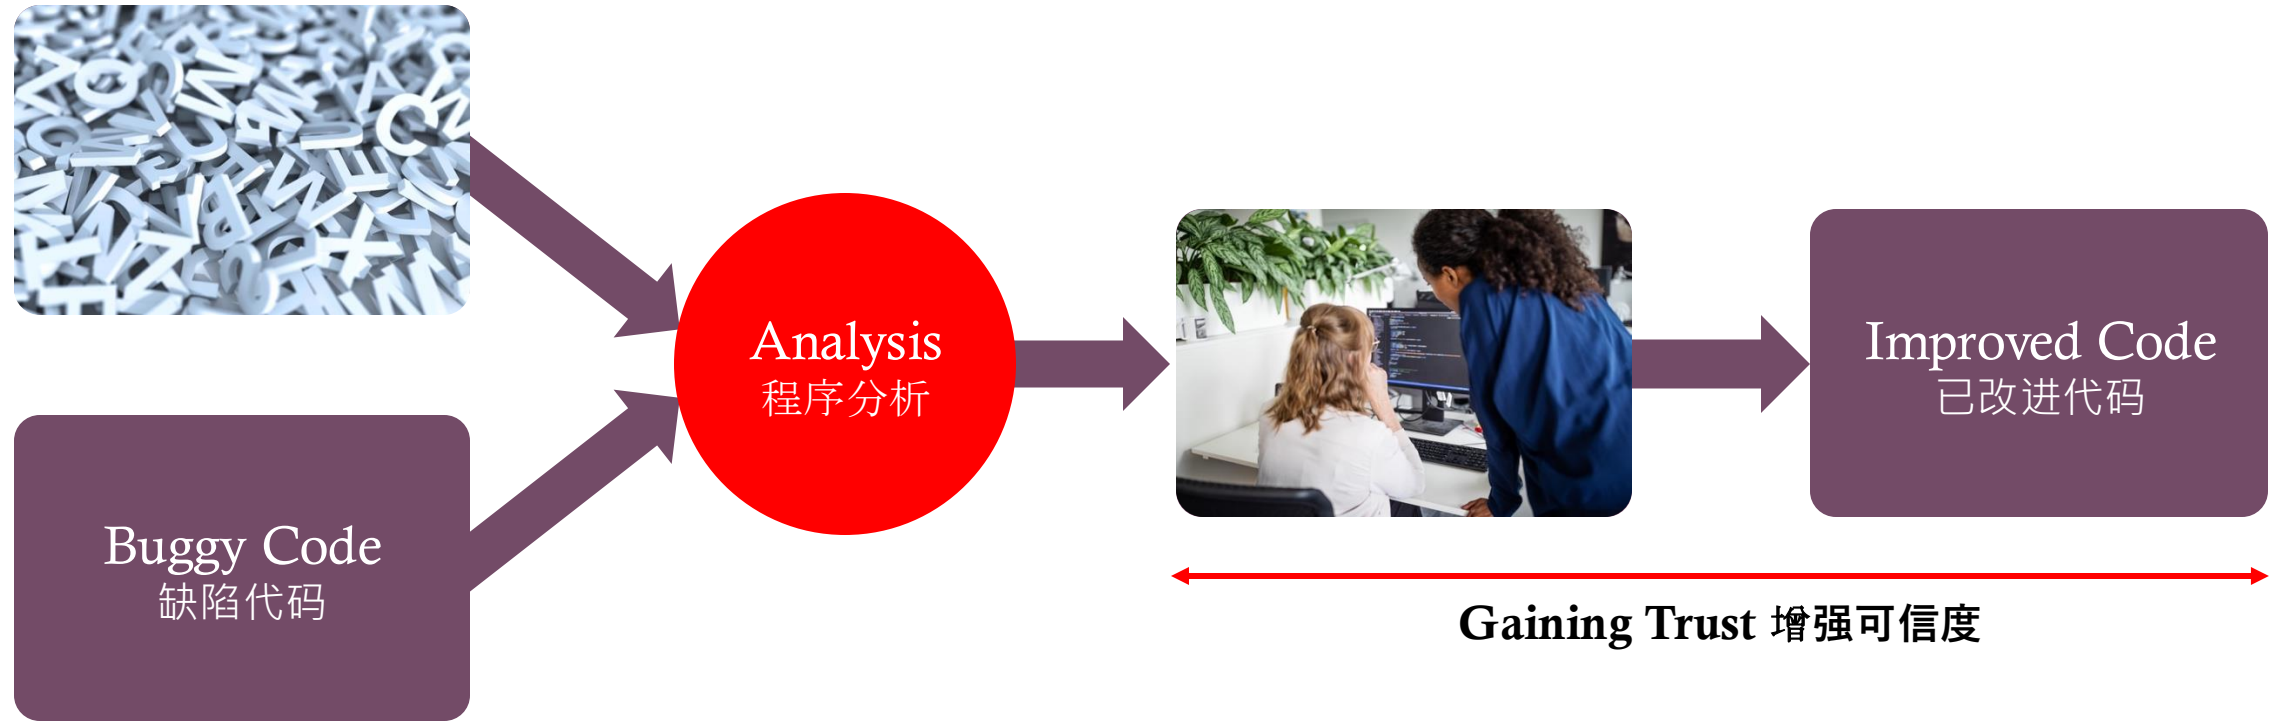 Buggy Code
缺陷代码
Analysis
程序分析
Improved Code
已改进代码
Gaining Trust 增强可信度